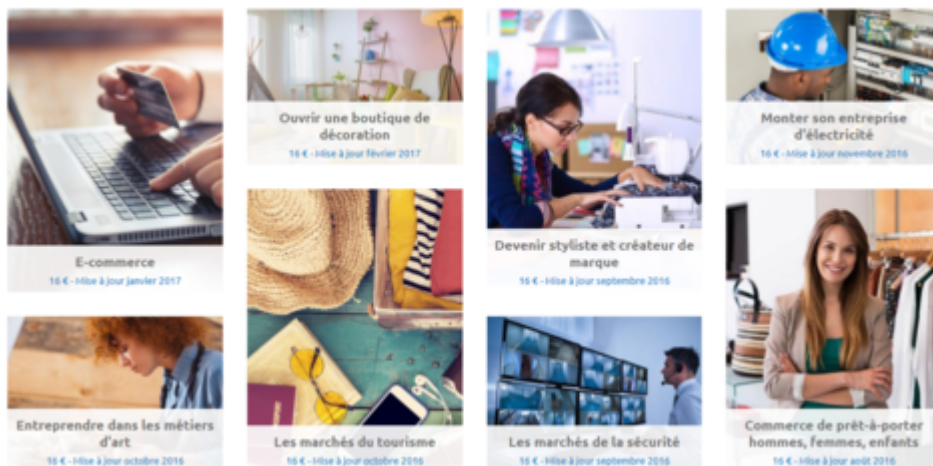 E-commerce
16 € - Mise à jour janvier 2017
Entreprendre dans les métiers
d'art
16 € - Mise à jour octobre 2016
Ouvrir une boutique de
décoration
16 € - Mise à jour février 2017
Les marchés du tourisme
16 € - Mise à jour octobre 2016
Devenir styliste et créateur de
marque
16 € - Mise à jour septembre 2016
Les marchés de la sécurité
16 € - Mise à jour septembre 2016
Monter son entreprise
d'électricité
16 € - Mise à jour novembre 2016
Commerce de prêt-à-porter
hommes, femmes, enfants
16 € - Mise à jour août 2016